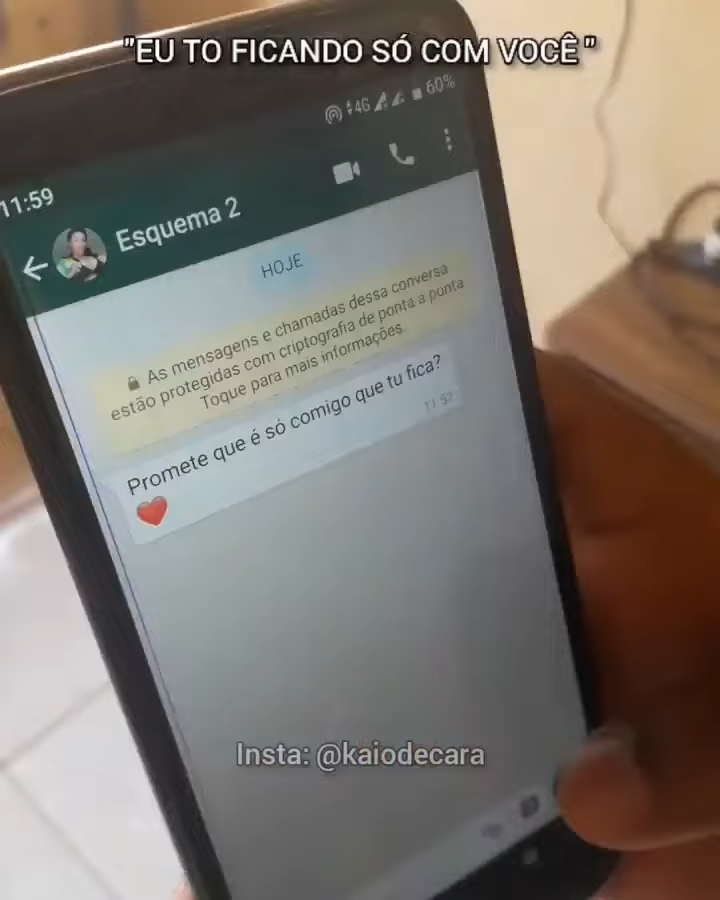 "EU TO FICANDO SÓ COM VOCÊ "
4G 60%
11:59
Esquema 2
HOJE
As mensagens e chamadas dessa conversa
estão protegidas com criptografia de ponta a ponta
Toque para mais informações.
Promete que é só comigo que tu fica?
❤️ 11:57
Insta: @kaiodecara